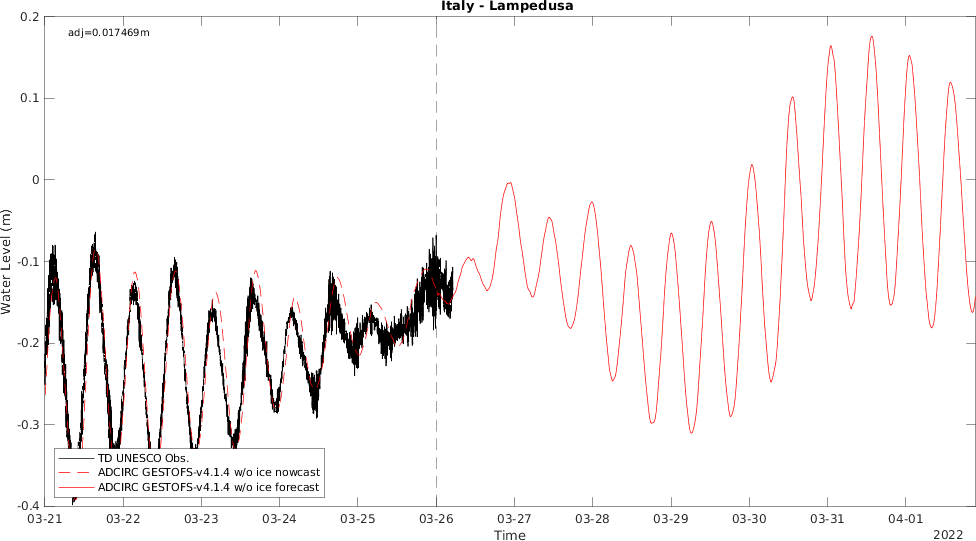 Italy - Lampedusa
adj=0.017469m
0.2
0.1
0
-0.1
-0.2
-0.3
-0.4
Water Level (m)
TD UNESCO Obs.
ADCIRC GESTOFS-v4.1.4 w/o ice nowcast
ADCIRC GESTOFS-v4.1.4 w/o ice forecast
03-21 03-22 03-23 03-24 03-25 03-26 03-27 03-28 03-29 03-30 03-31 04-01
Time
2022